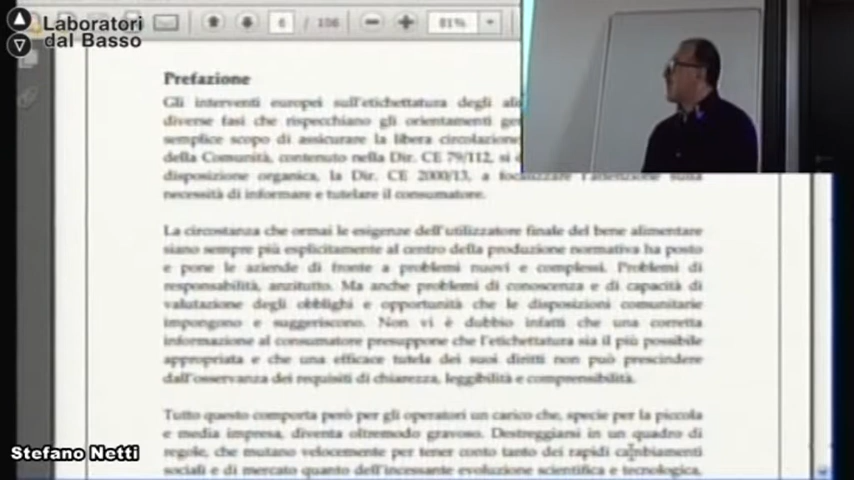 Laboratori
dal Basso
6 / 106
81%
Prefazione
Gli interventi europei sull'etichettatura degli
diverse fasi che rispecchiano gli orientamenti
semplice scopo di assicurare la libera circolazione
della Comunità, contenuto nella Dir. CE 79/112, si
disposizione organica, la Dir. CE 2000/13, a focalizzare l'attenzione sulla
necessità di informare e tutelare il consumatore.
La circostanza che ormai le esigenze dell'utilizzatore finale del bene alimentare
siano sempre più esplicitamente al centro della produzione normativa ha posto
e pone le aziende di fronte a problemi nuovi e complessi. Problemi di
responsabilità, anzitutto. Ma anche problemi di conoscenza e di capacità di
valutazione degli obblighi e opportunità che le disposizioni comunitarie
impongono e suggeriscono. Non vi è dubbio infatti che una corretta
informazione al consumatore presuppone che l'etichettatura sia il più possibile
appropriata e che una efficace tutela dei suoi diritti non può prescindere
dall'osservanza dei requisiti di chiarezza, leggibilità e comprensibilità.
Tutto questo comporta però per gli operatori un carico che, specie per la piccola
e media impresa, diventa oltremodo gravoso. Destreggiarsi in un quadro di
regole, che mutano velocemente per tener conto tanto dei rapidi cambiamenti
sociali e di mercato quanto dell'incessante evoluzione scientifica e tecnologica,
Stefano Netti